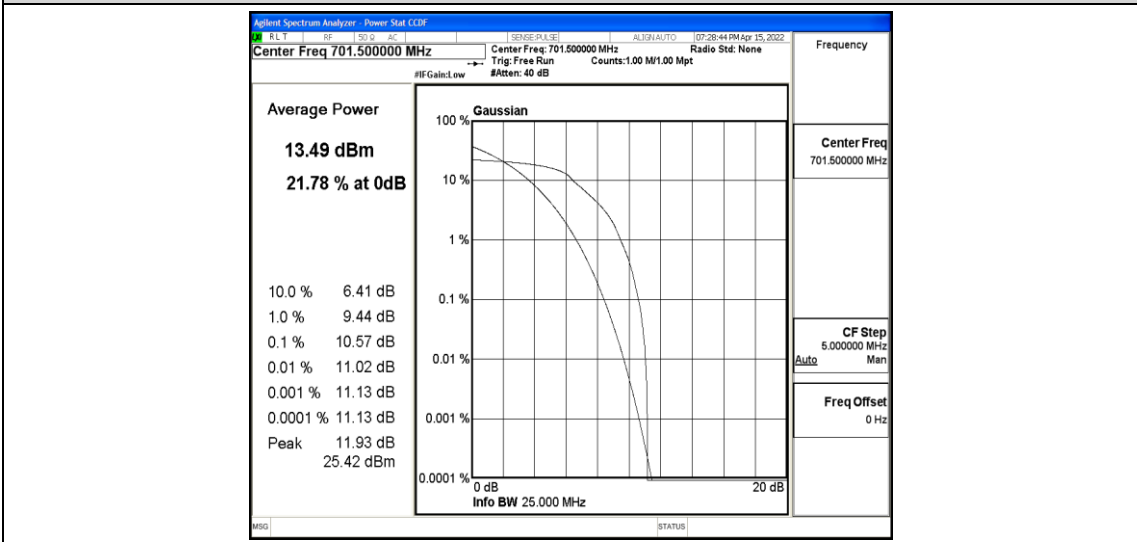 Agilent Spectrum Analyzer - Power Stat CCDF
LXI RL T RF 50 Ω AC SENSE:PULSE ALIGN AUTO 07:28:44 PM Apr 15, 2022
Center Freq 701.500000 MHz
Center Freq: 701.500000 MHz Radio Std: None
Trig: Free Run Counts:1.00 M/1.00 Mpt
#IFGain:Low #Atten: 40 dB
Frequency
Average Power
13.49 dBm
21.78 % at 0dB
10.0 % 6.41 dB
1.0 % 9.44 dB
0.1 % 10.57 dB
0.01 % 11.02 dB
0.001 % 11.13 dB
0.0001 % 11.13 dB
Peak 11.93 dB
25.42 dBm
Gaussian
100 %
10 %
1 %
0.1 %
0.01 %
0.001 %
0.0001 %
0 dB 20 dB
Info BW 25.000 MHz
Center Freq
701.500000 MHz
CF Step
5.000000 MHz
Auto Man
Freq Offset
0 Hz
MSG STATUS